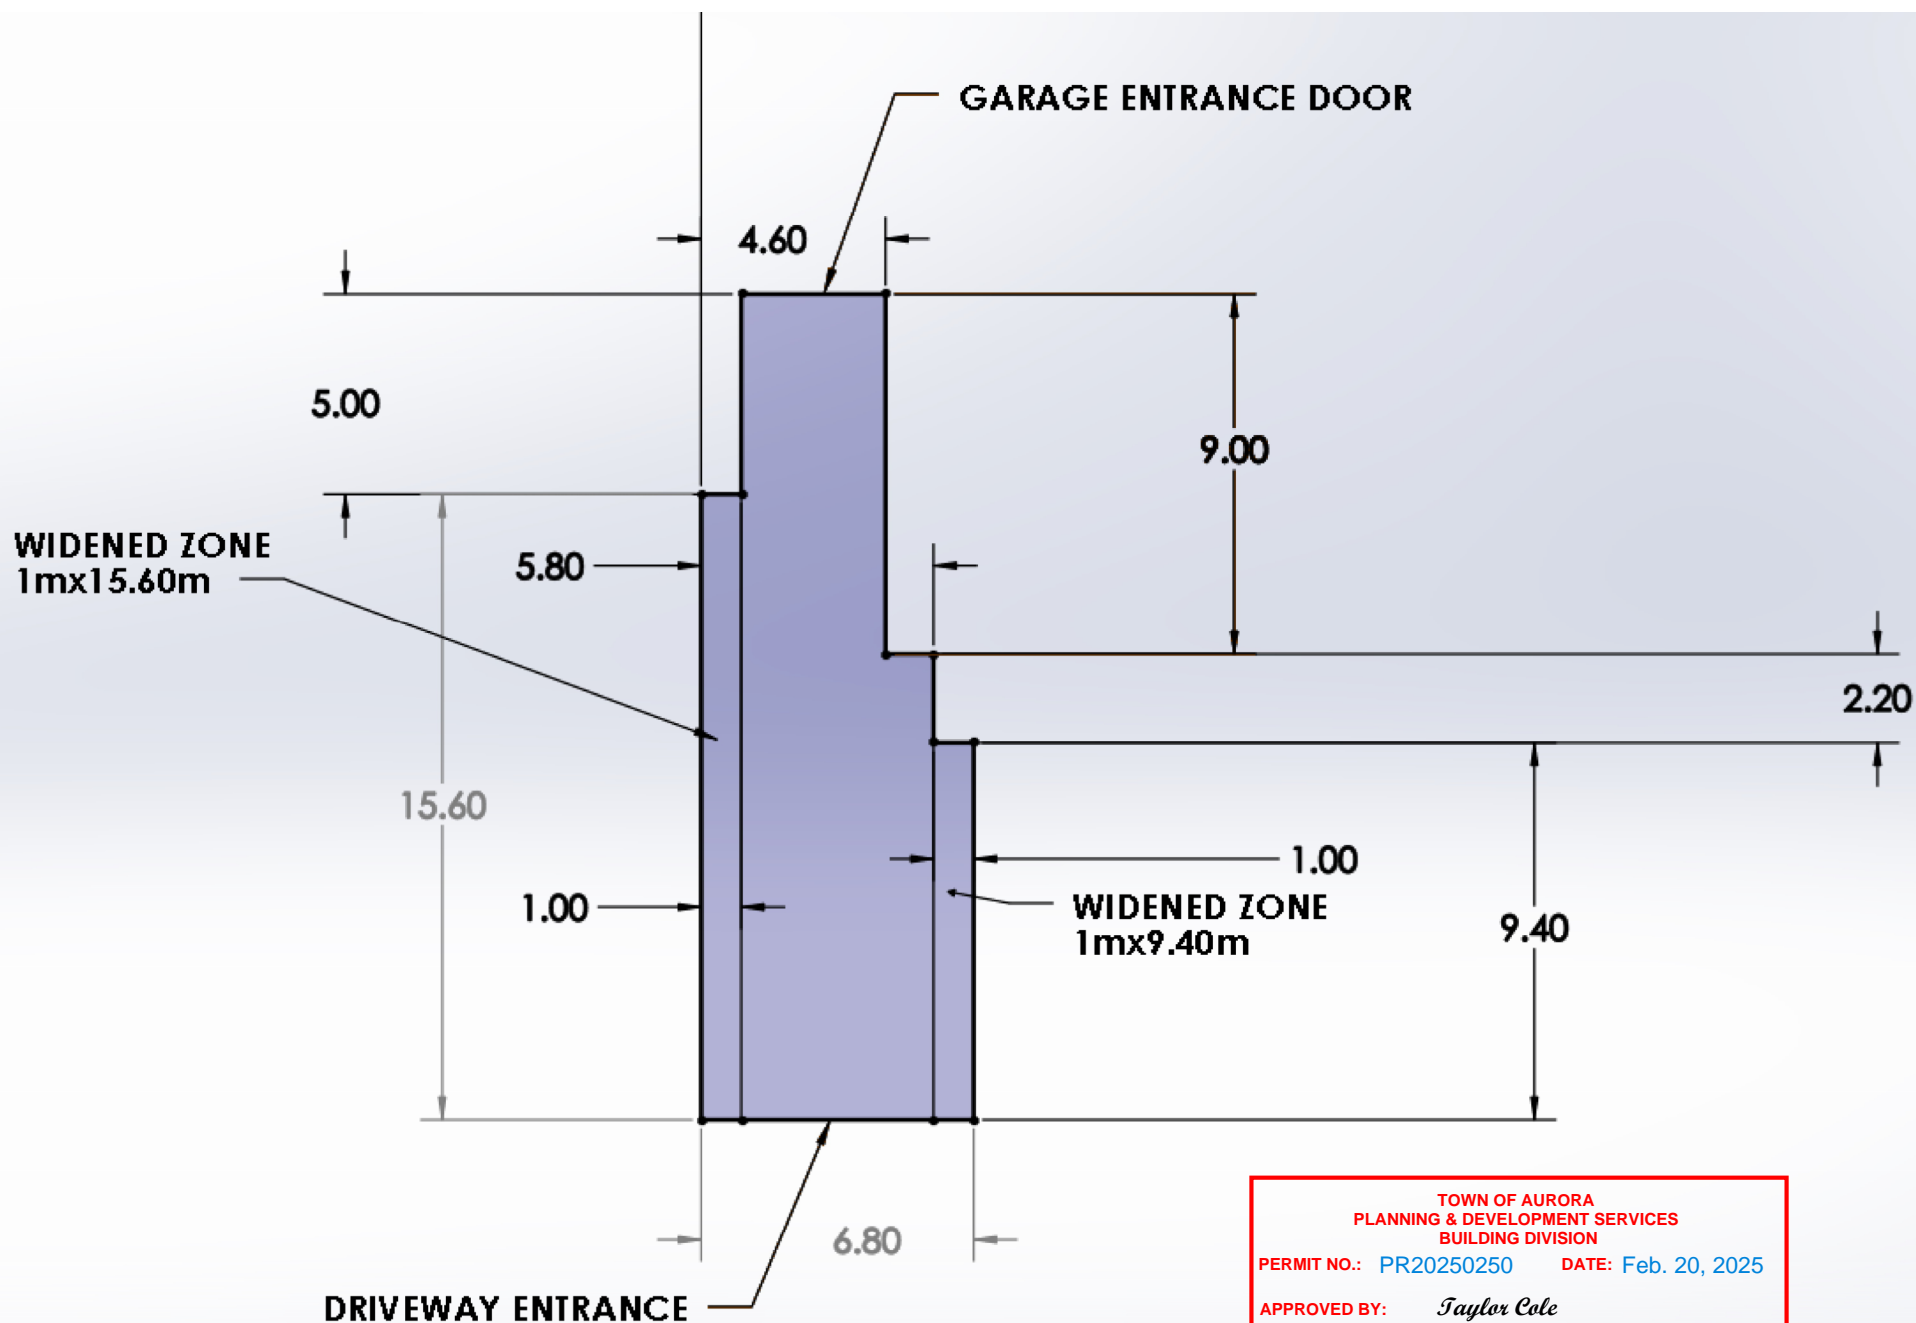 GARAGE ENTRANCE DOOR
4.60
5.00
9.00
WIDENED ZONE
1mx15.60m
5.80
2.20
15.60
1.00
1.00
WIDENED ZONE
1mx9.40m
9.40
6.80
DRIVEWAY ENTRANCE
TOWN OF AURORA
PLANNING & DEVELOPMENT SERVICES
BUILDING DIVISION
PERMIT NO.: PR20250250 DATE: Feb. 20, 2025
APPROVED BY: Taylor Cole